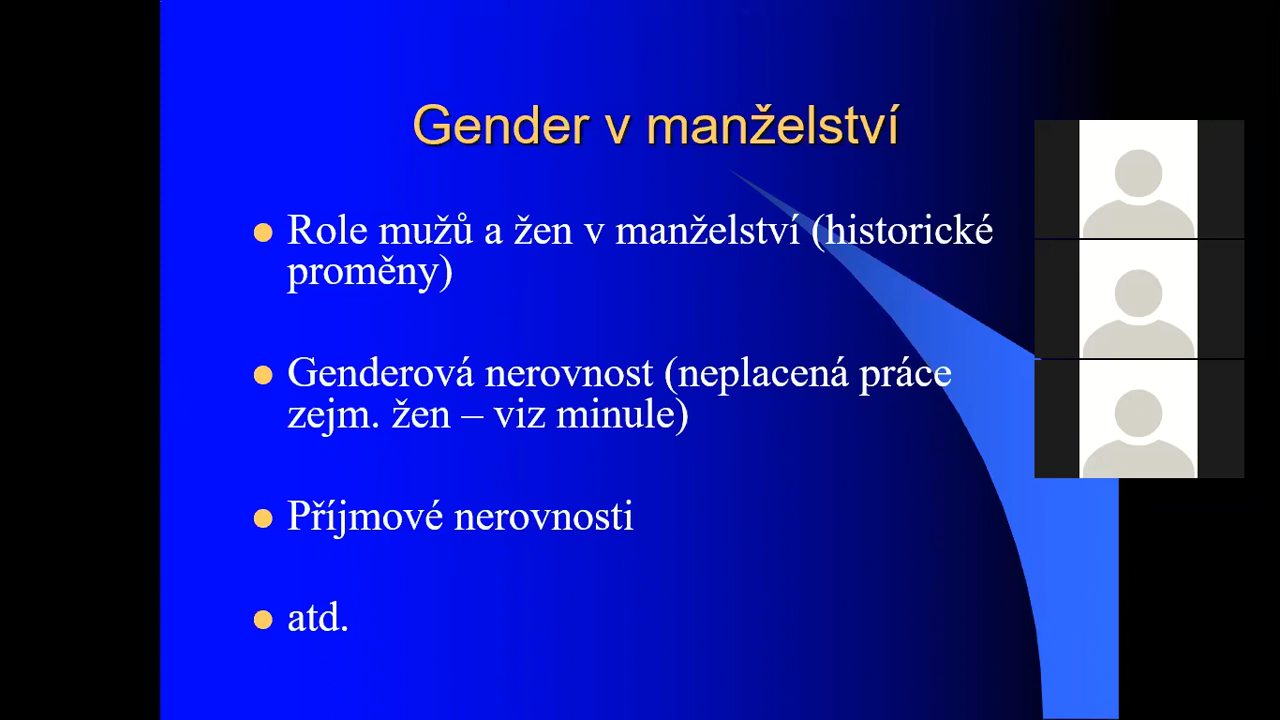 Gender v manželství
Role mužů a žen v manželství (historické
proměny)
Genderová nerovnost (neplacená práce
zejm. žen – viz minule)
Příjmové nerovnosti
atd.